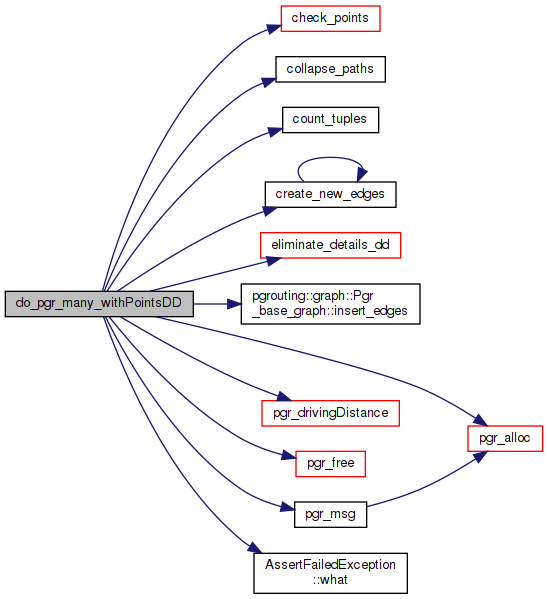 check_points
collapse_paths
count_tuples
create_new_edges
eliminate_details_dd
do_pgr_many_withPointsDD
pgrouting::graph::Pgr
_base_graph::insert_edges
pgr_drivingDistance
pgr_alloc
pgr_free
pgr_msg
AssertFailedException
::what